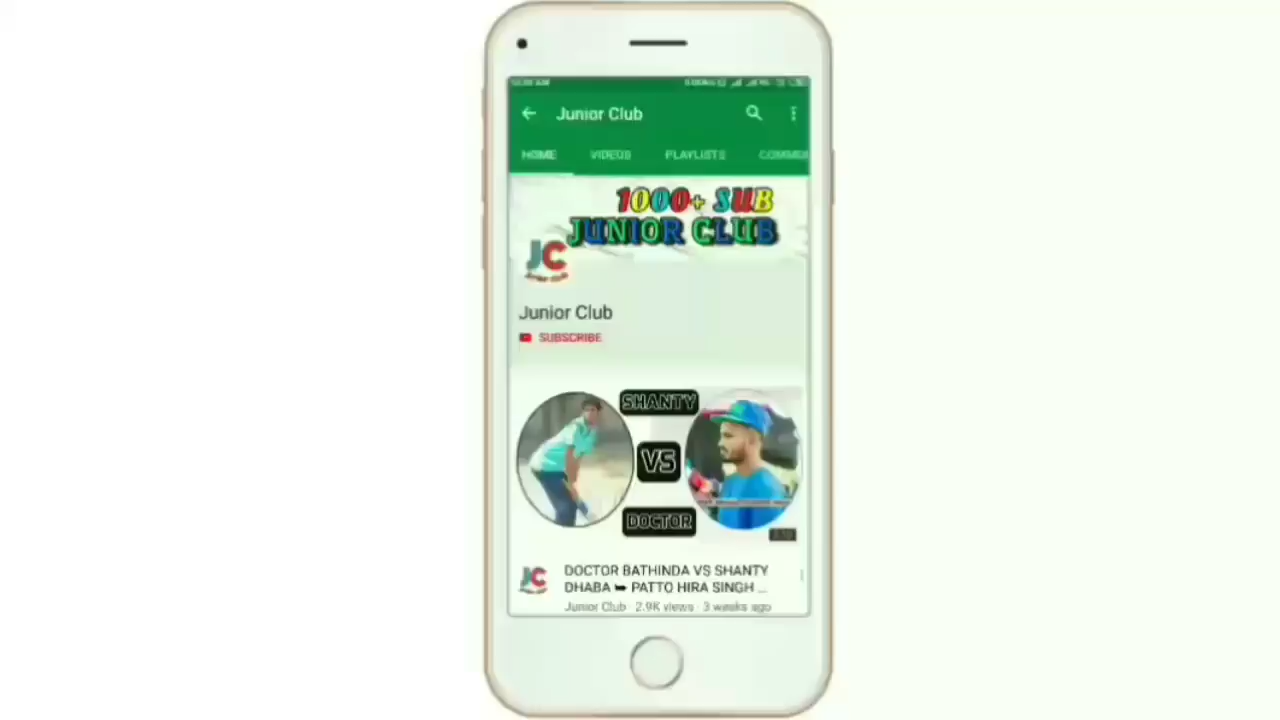 Junior Club
HOME VIDEOS PLAYLISTS
1000+ SUB
JUNIOR CLUB
JC
Junior Club
SUBSCRIBE
SHANTY
VS
DOCTOR
JC
DOCTOR BATHINDA VS SHANTY
DHABA ➥ PATTO HIRA SINGH ...
Junior Club · 2.9K views · 3 weeks ago